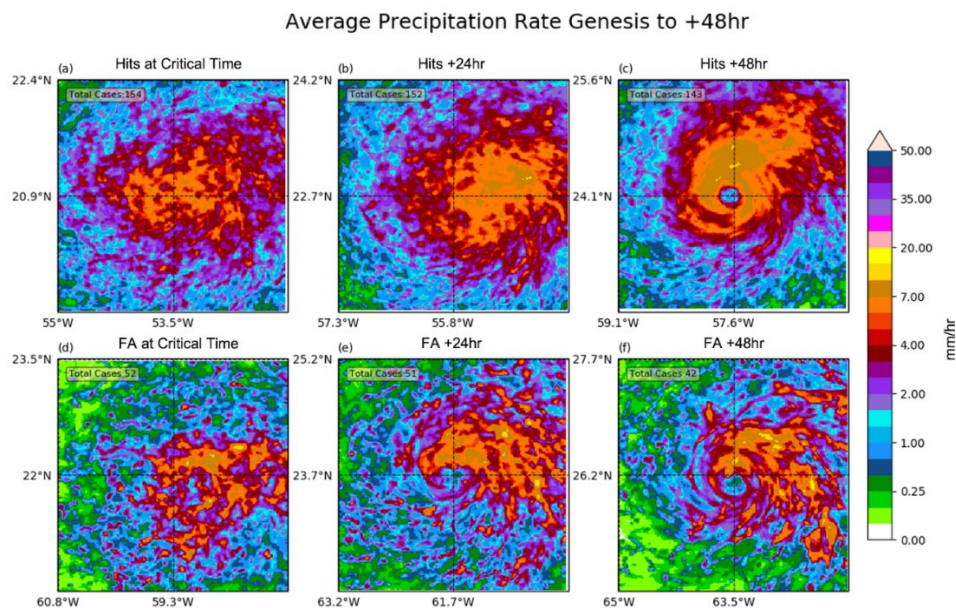 Average Precipitation Rate Genesis to +48hr
(a) Hits at Critical Time
(b) Hits +24hr
(c) Hits +48hr
22.4°N
24.2°N
25.6°N
Total Cases:154
Total Cases:152
Total Cases:143
20.9°N
22.7°N
24.1°N
55°W
53.5°W
57.3°W
55.8°W
59.1°W
57.6°W
(d) FA at Critical Time
(e) FA +24hr
(f) FA +48hr
23.5°N
25.2°N
27.7°N
Total Cases:52
Total Cases:51
Total Cases:42
22°N
23.7°N
26.2°N
60.8°W
59.3°W
63.2°W
61.7°W
65°W
63.5°W
50.00
35.00
20.00
7.00
4.00
2.00
1.00
0.25
0.00
mm/hr